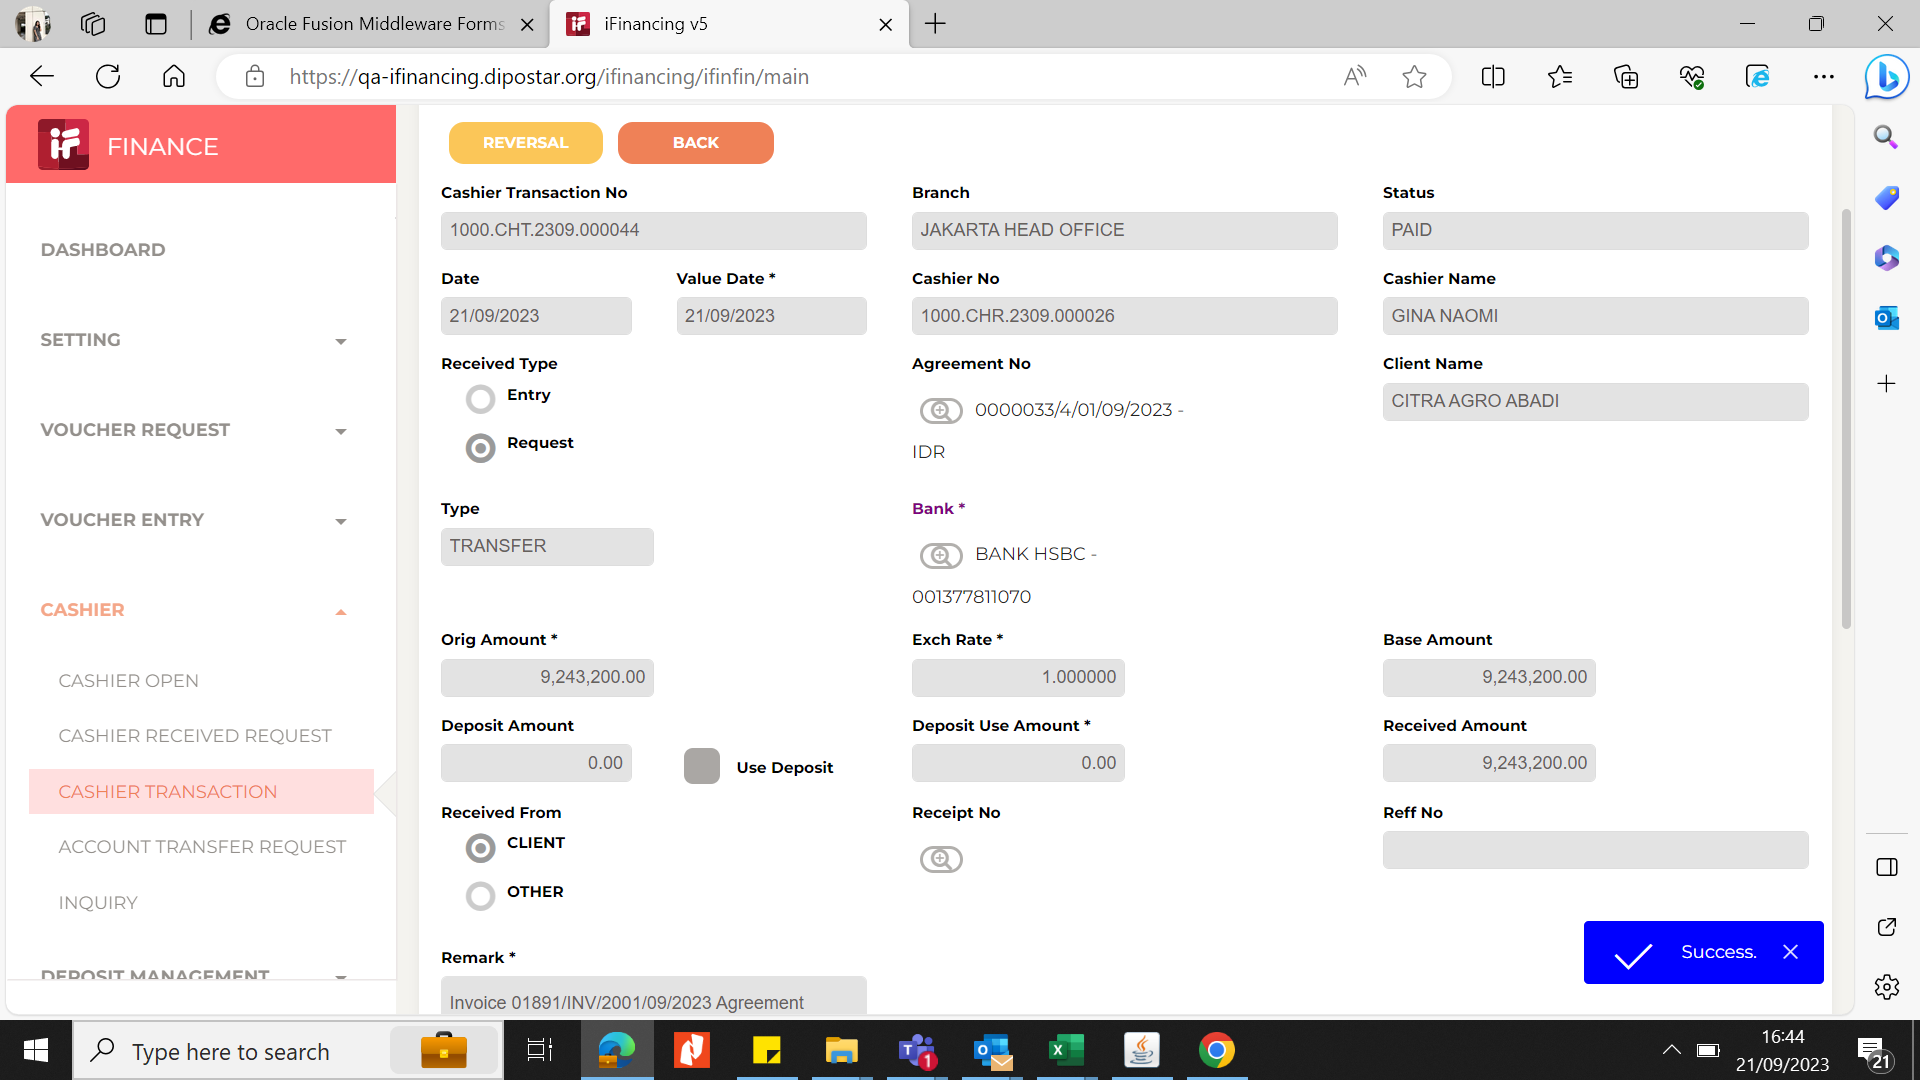 Oracle Fusion Middleware Forms
iFinancing v5
https://qa-ifinancing.dipostar.org/ifinancing/ifinfin/main
iF FINANCE
REVERSAL BACK
Cashier Transaction No Branch Status
1000.CHT.2309.000044 JAKARTA HEAD OFFICE PAID
DASHBOARD
Date Value Date * Cashier No Cashier Name
21/09/2023 21/09/2023 1000.CHR.2309.000026 GINA NAOMI
SETTING
Received Type Agreement No Client Name
Entry 0000033/4/01/09/2023 - CITRA AGRO ABADI
VOUCHER REQUEST
Request IDR
Type Bank *
VOUCHER ENTRY
TRANSFER BANK HSBC -
001377811070
CASHIER
Orig Amount * Exch Rate * Base Amount
CASHIER OPEN 9,243,200.00 1.000000 9,243,200.00
Deposit Amount Deposit Use Amount * Received Amount
CASHIER RECEIVED REQUEST
0.00 Use Deposit 0.00 9,243,200.00
CASHIER TRANSACTION
Received From Receipt No Reff No
CLIENT
ACCOUNT TRANSFER REQUEST
OTHER
INQUIRY
Remark * Success.
DEPOSIT MANAGEMENT
Invoice 01891/INV/2001/09/2023 Agreement
Type here to search
1
16:44
21/09/2023
21